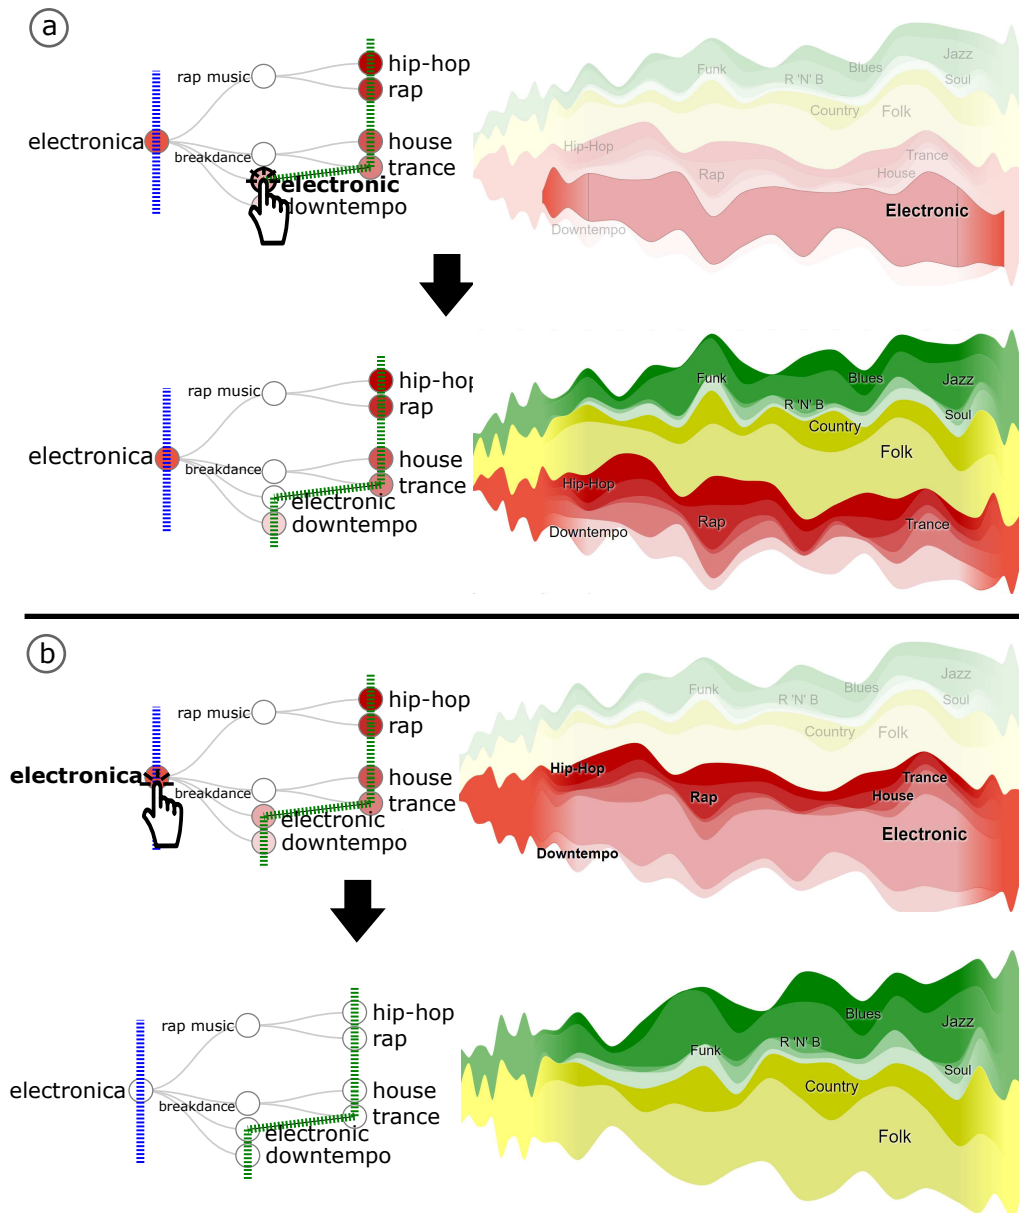 a
hip-hop
rap music
rap
electronica
house
breakdance
trance
electronic
downtempo
Jazz
Funk
Blues
R 'N' B
Soul
Country
Folk
Hip-Hop
Trance
Rap
House
Electronic
Downtempo
hip-hop
rap music
rap
electronica
house
breakdance
trance
electronic
downtempo
Funk
Blues
Jazz
R 'N' B
Soul
Country
Folk
Hip-Hop
Rap
Trance
Downtempo
b
hip-hop
rap music
rap
electronica
house
breakdance
trance
electronic
downtempo
Jazz
Funk
Blues
R 'N' B
Soul
Country
Folk
Hip-Hop
Trance
Rap
House
Electronic
Downtempo
hip-hop
rap music
rap
electronica
house
breakdance
trance
electronic
downtempo
Blues
Jazz
R 'N' B
Funk
Soul
Country
Folk